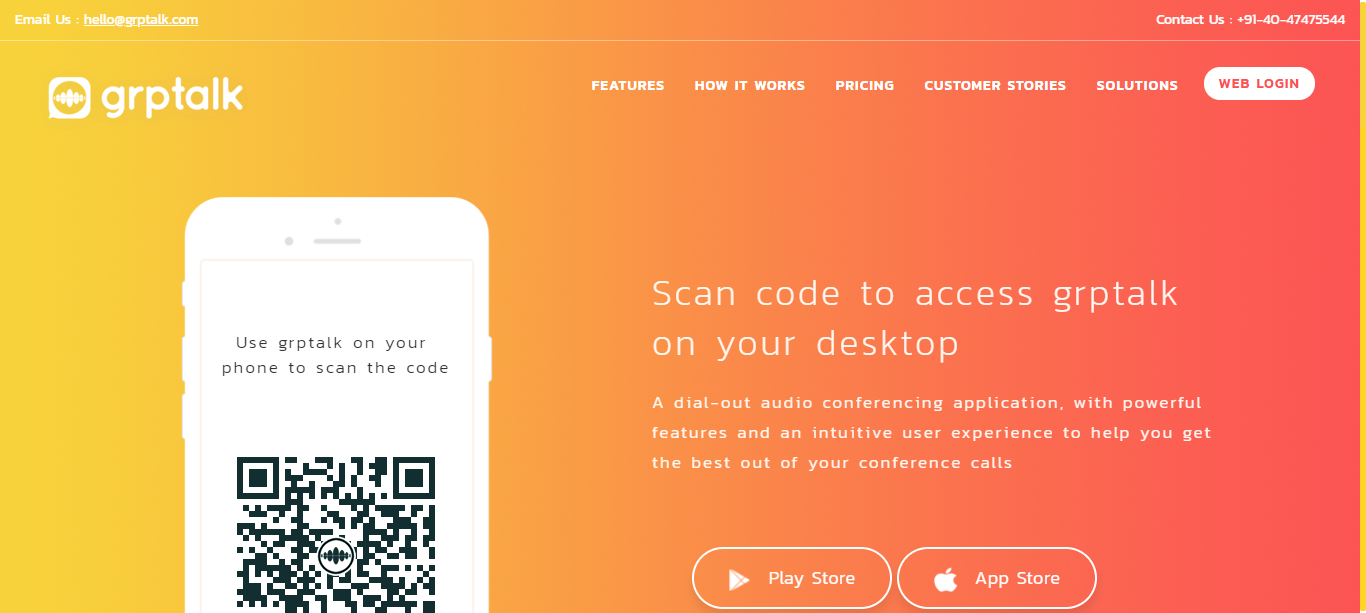 Email Us : hello@grptalk.com
Contact Us : +91-40-47475544
grptalk
FEATURES
HOW IT WORKS
PRICING
CUSTOMER STORIES
SOLUTIONS
WEB LOGIN
Use grptalk on your
phone to scan the code
Scan code to access grptalk
on your desktop
A dial-out audio conferencing application, with powerful
features and an intuitive user experience to help you get
the best out of your conference calls
Play Store
App Store